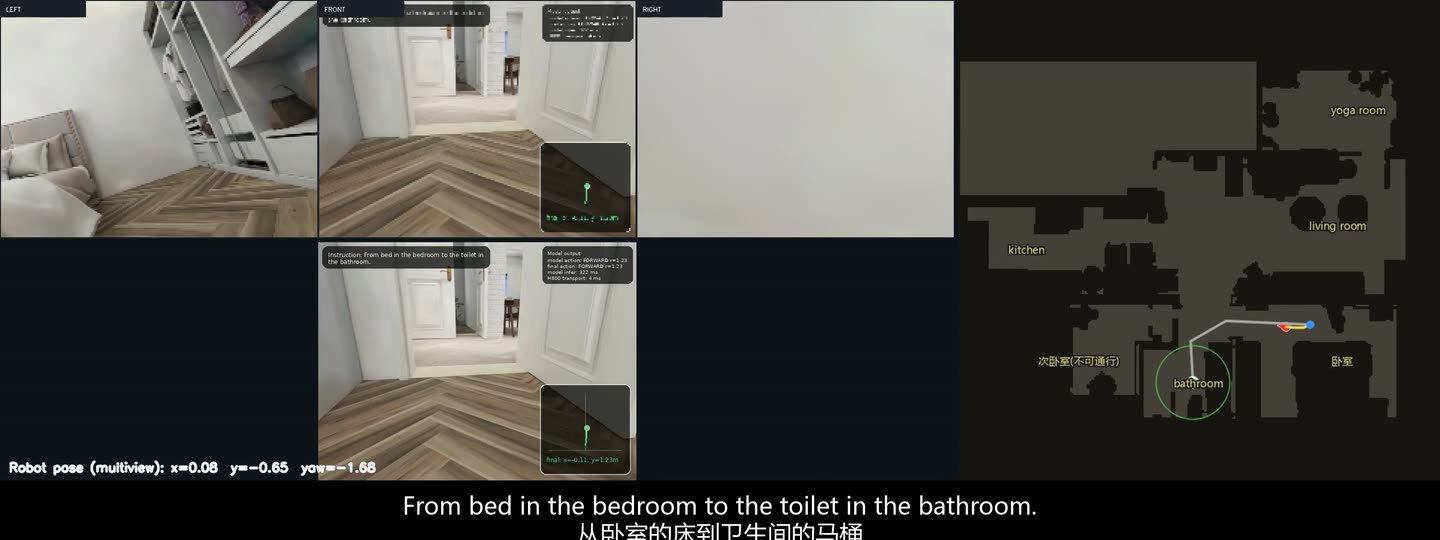 LEFT
FRONT
RIGHT
the bathroom.
Instruction: From bed in the bedroom to the toilet in
the bathroom.
Model output
model action: FORWARD r=1.23
final action: FORWARD r=1.23
model infer: 322 ms
H800 transport: 4 ms
final: x=-0.11, y=1.23m
yoga room
living room
kitchen
次卧室(不可通行)
卧室
bathroom
Robot pose (multiview): x=0.08 y=-0.65 yaw=-1.68
From bed in the bedroom to the toilet in the bathroom.
从卧室的床到卫生间的马桶